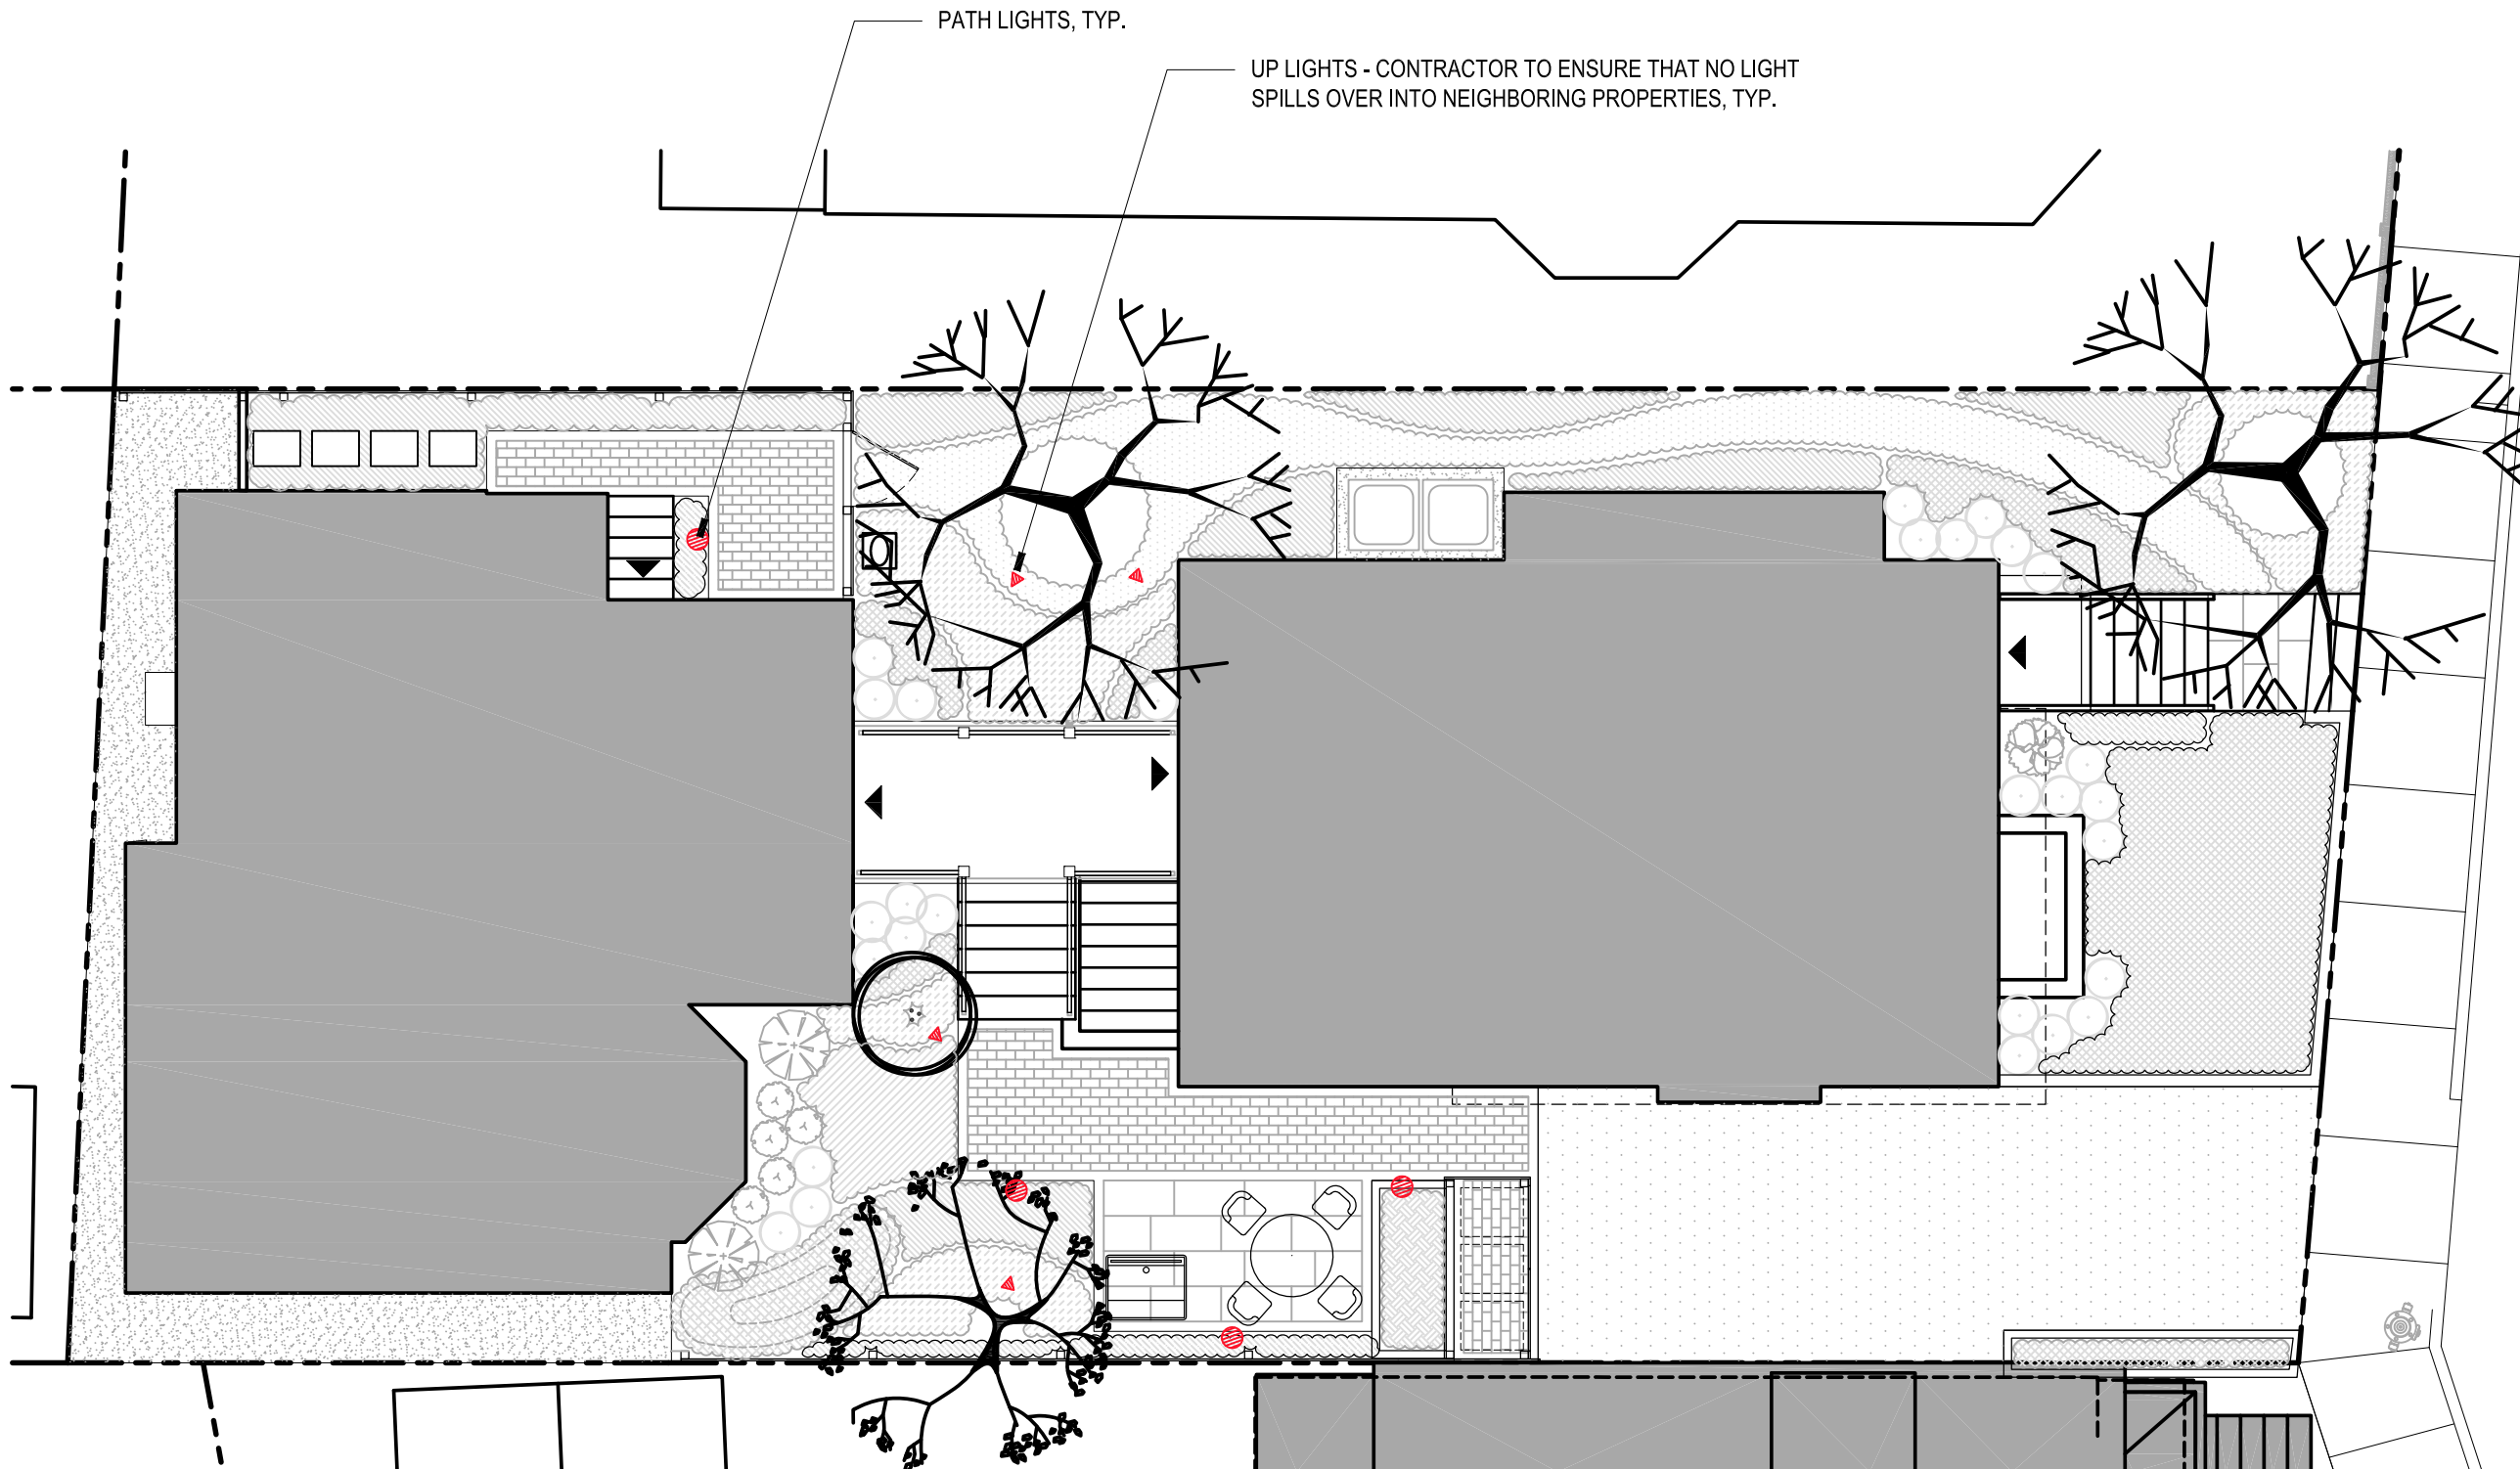 PATH LIGHTS, TYP.
UP LIGHTS - CONTRACTOR TO ENSURE THAT NO LIGHT
SPILLS OVER INTO NEIGHBORING PROPERTIES, TYP.